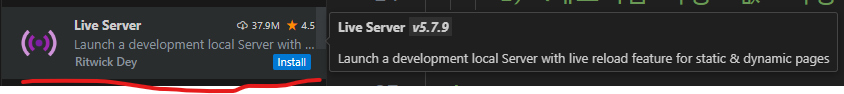 Live Server 37.9M 4.5
Launch a development local Server with ...
Ritwick Dey Install
Live Server v5.7.9
Launch a development local Server with live reload feature for static & dynamic pages